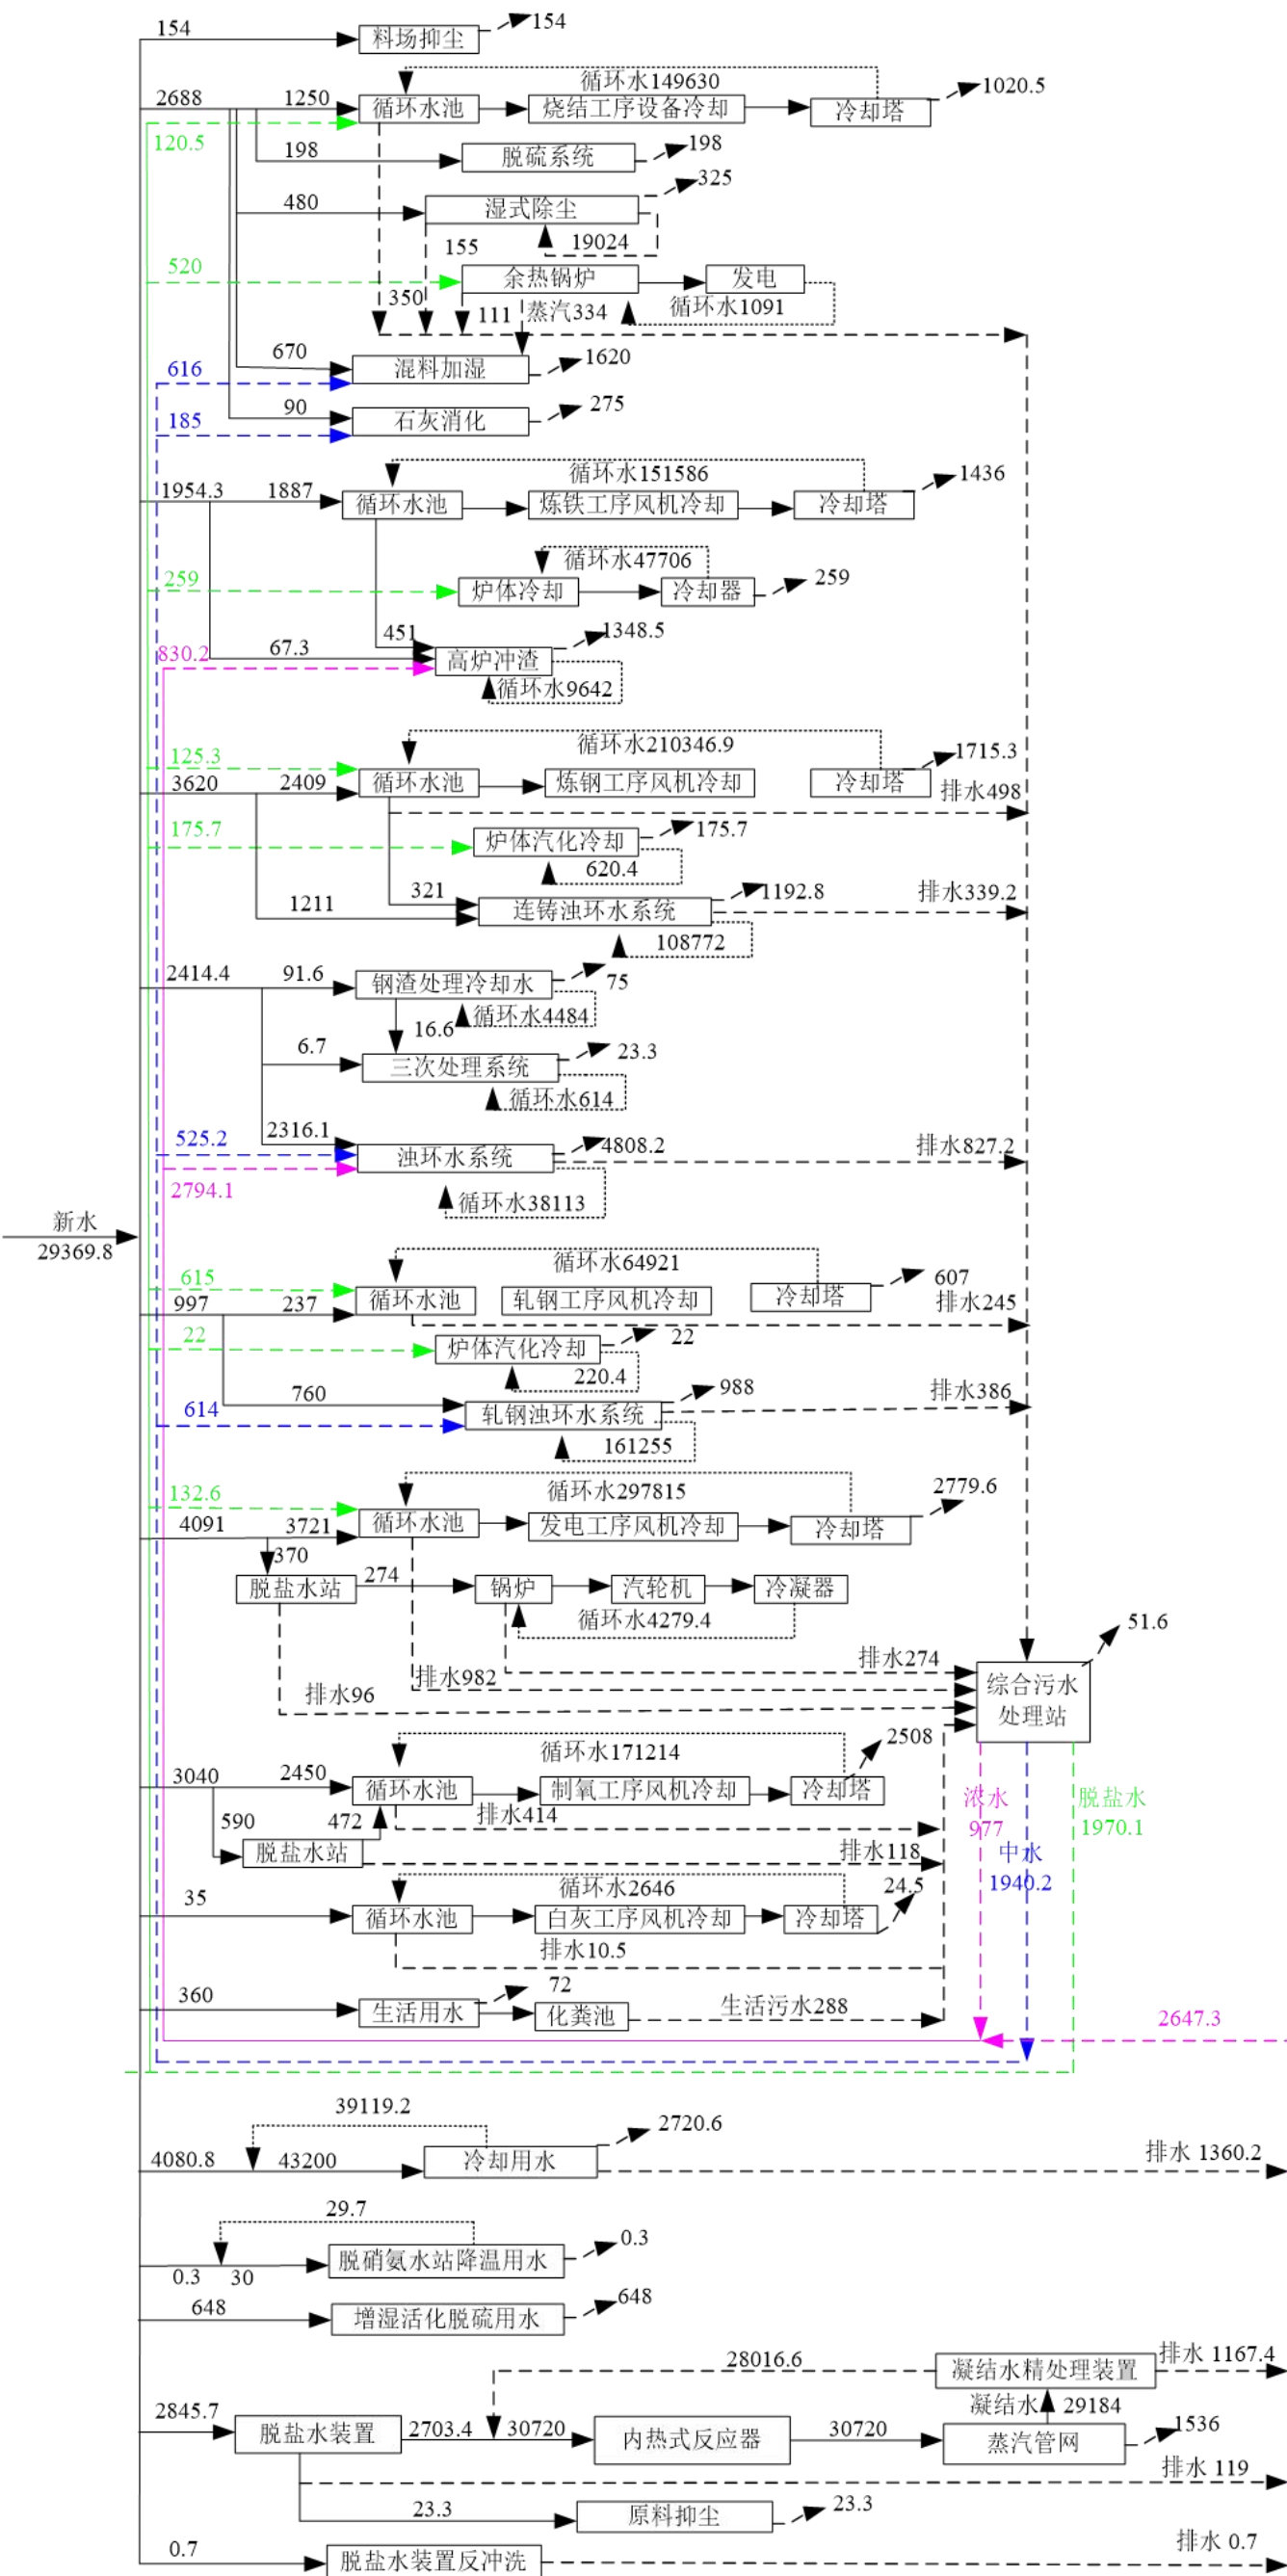 154
料场抑尘
154
循环水149630
2688
1250
循环水池
烧结工序设备冷却
冷却塔
1020.5
120.5
198
脱硫系统
198
480
湿式除尘
325
155
19024
520
余热锅炉
发电
350
111
蒸汽334
循环水1091
670
混料加湿
1620
616
90
石灰消化
275
185
循环水151586
1954.3
1887
循环水池
炼铁工序风机冷却
冷却塔
1436
循环水47706
259
炉体冷却
冷却器
259
451
1348.5
830.2
67.3
高炉冲渣
循环水9642
125.3
循环水210346.9
1715.3
3620
2409
循环水池
炼钢工序风机冷却
冷却塔
排水498
175.7
炉体汽化冷却
175.7
620.4
321
1192.8
排水339.2
1211
连铸浊环水系统
108772
2414.4
91.6
钢渣处理冷却水
75
16.6
循环水4484
6.7
三次处理系统
23.3
循环水614
525.2
2316.1
浊环水系统
4808.2
排水827.2
2794.1
循环水38113
新水
29369.8
循环水64921
615
607
997
237
循环水池
轧钢工序风机冷却
冷却塔
排水245
22
炉体汽化冷却
22
220.4
760
988
排水386
614
轧钢浊环水系统
161255
132.6
循环水297815
2779.6
4091
3721
循环水池
发电工序风机冷却
冷却塔
370
脱盐水站
274
锅炉
汽轮机
冷凝器
循环水4279.4
51.6
排水274
排水982
排水96
综合污水
处理站
循环水171214
2508
3040
2450
循环水池
制氧工序风机冷却
冷却塔
浓水
977
脱盐水
1970.1
590
472
排水414
脱盐水站
排水118
中水
1940.2
循环水2646
24.5
35
循环水池
白灰工序风机冷却
冷却塔
排水10.5
360
生活用水
72
化粪池
生活污水288
2647.3
39119.2
2720.6
4080.8
43200
冷却用水
排水 1360.2
29.7
0.3
30
脱硝氨水站降温用水
0.3
648
增湿活化脱硫用水
648
28016.6
凝结水精处理装置
排水 1167.4
凝结水
29184
2845.7
脱盐水装置
2703.4
30720
内热式反应器
30720
蒸汽管网
1536
排水 119
23.3
原料抑尘
23.3
0.7
脱盐水装置反冲洗
排水 0.7